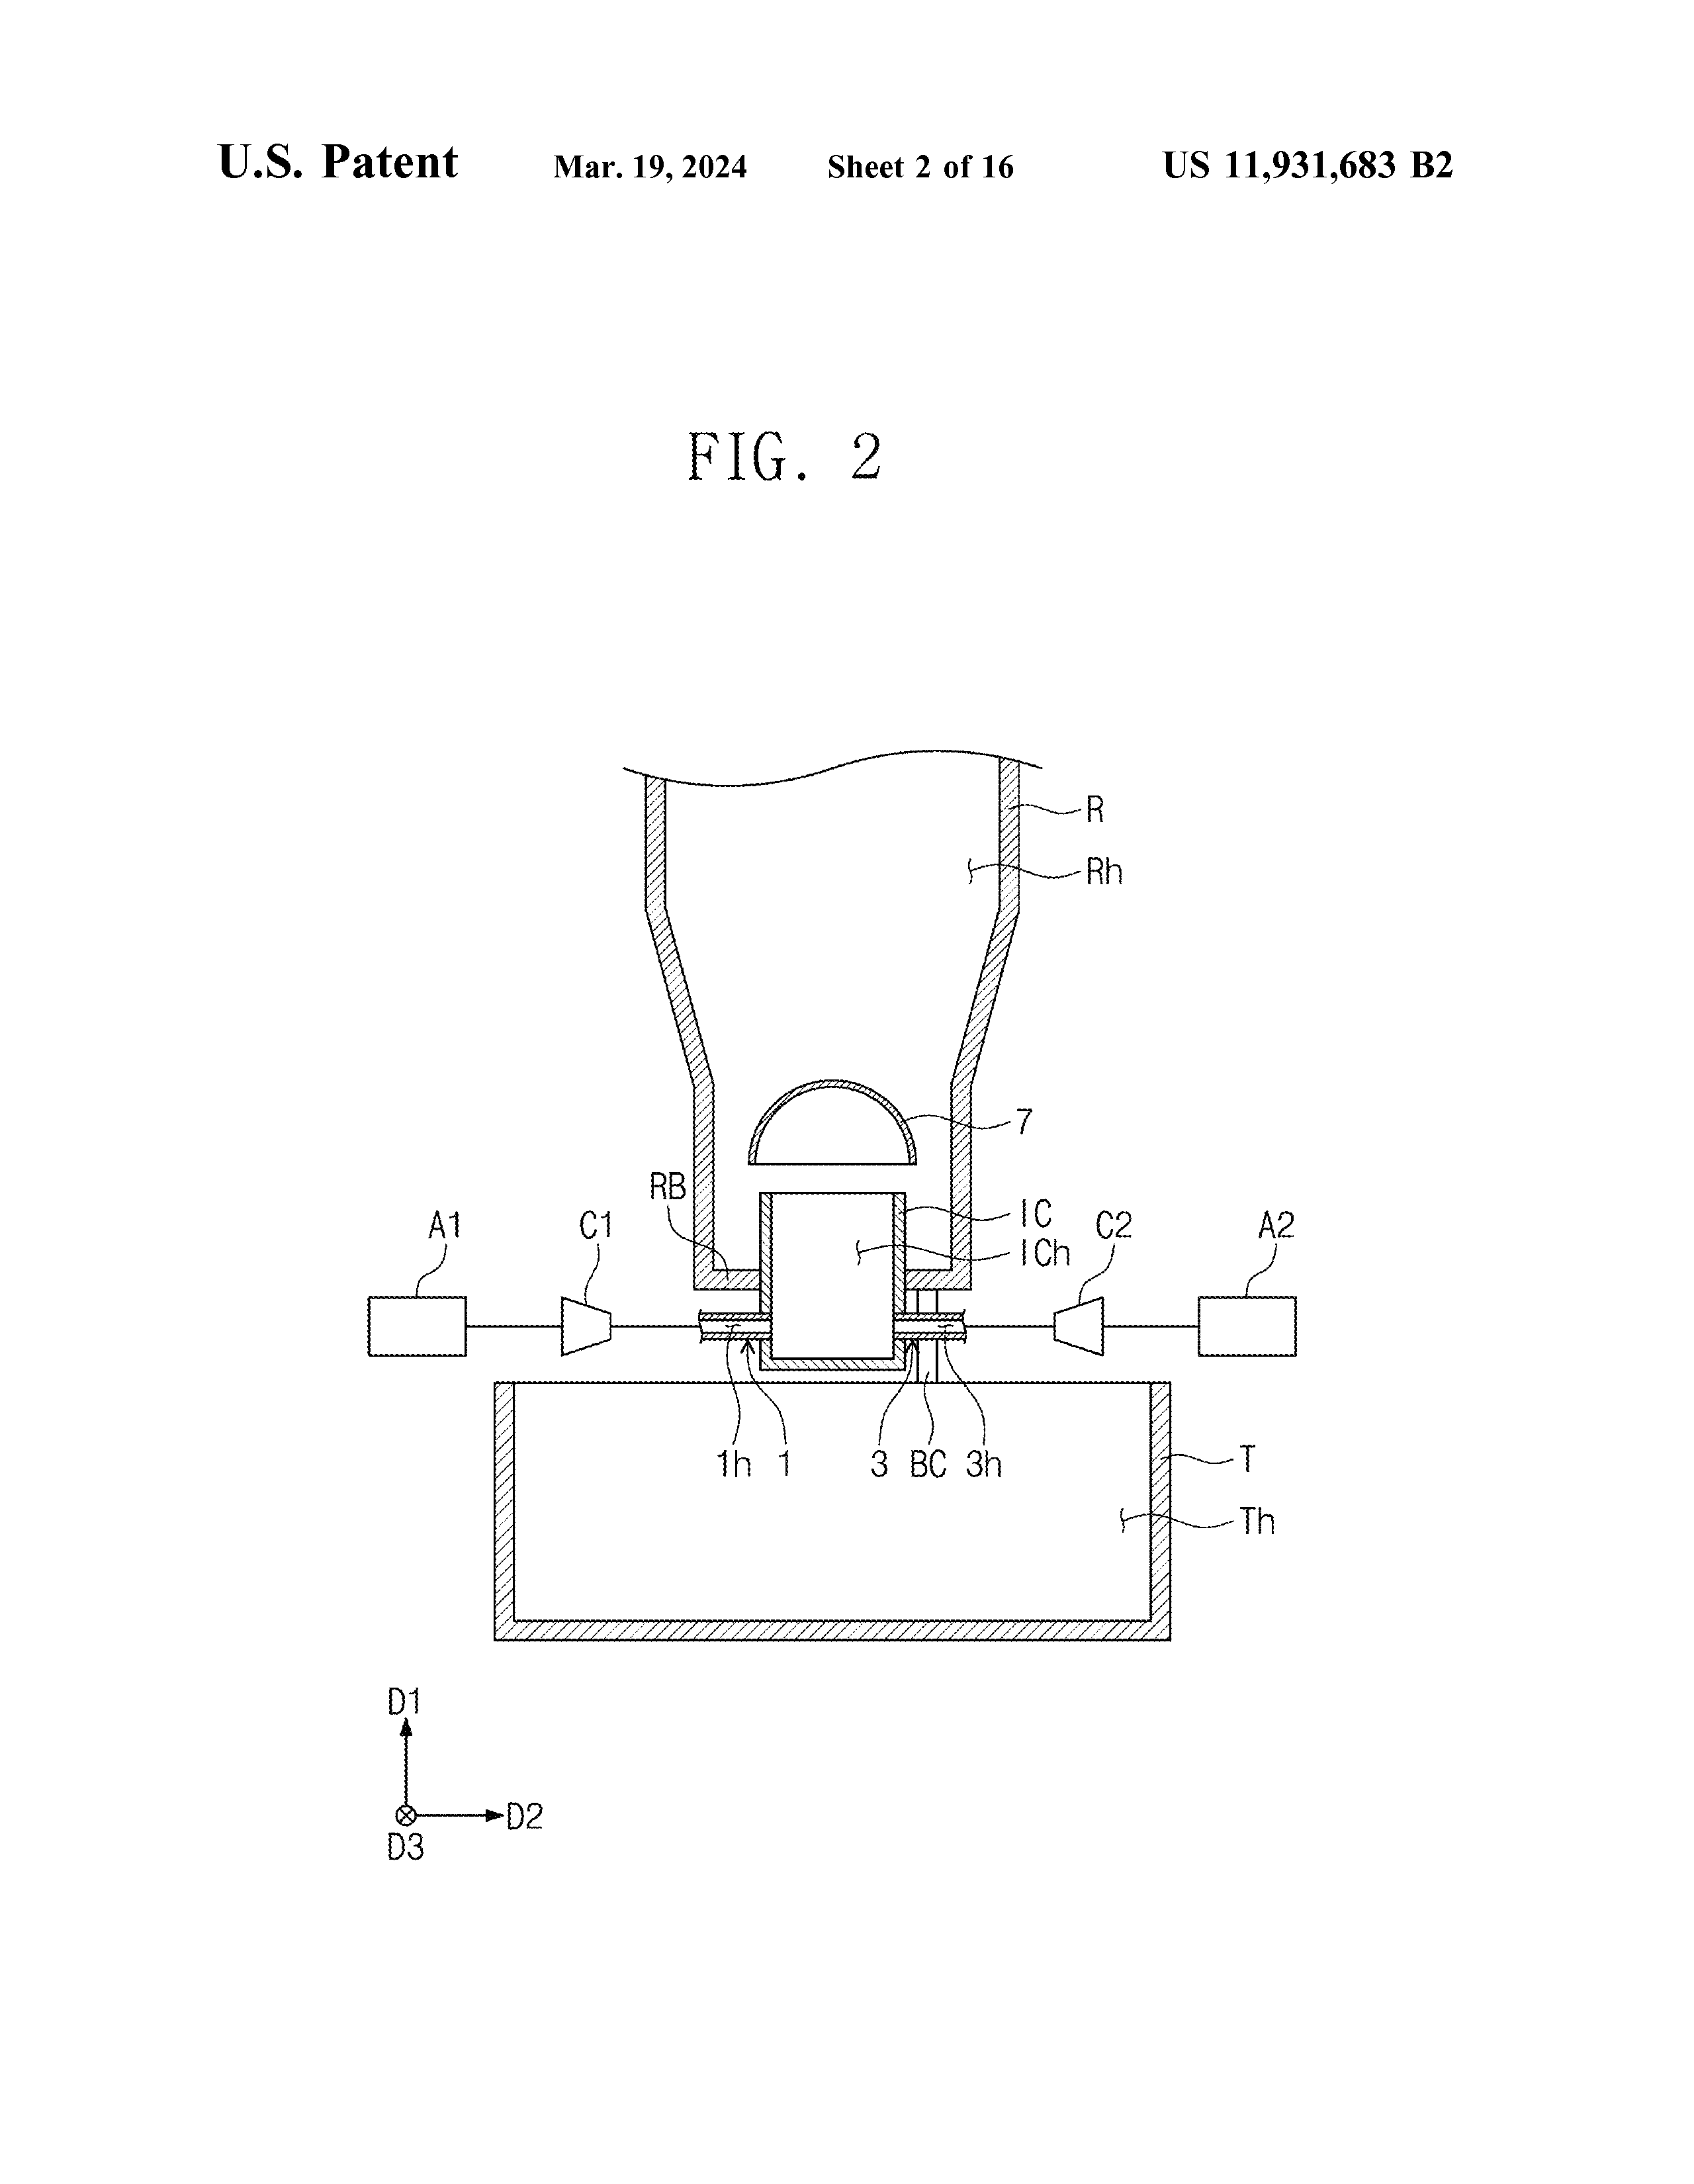 U.S. Patent Mar. 19, 2024 Sheet 2 of 16 US 11,931,683 B2
FIG. 2
R
Rh
7
RB
A1 C1 IC C2 A2
ICh
1h 1 3 BC 3h T
Th
D1
D2
D3